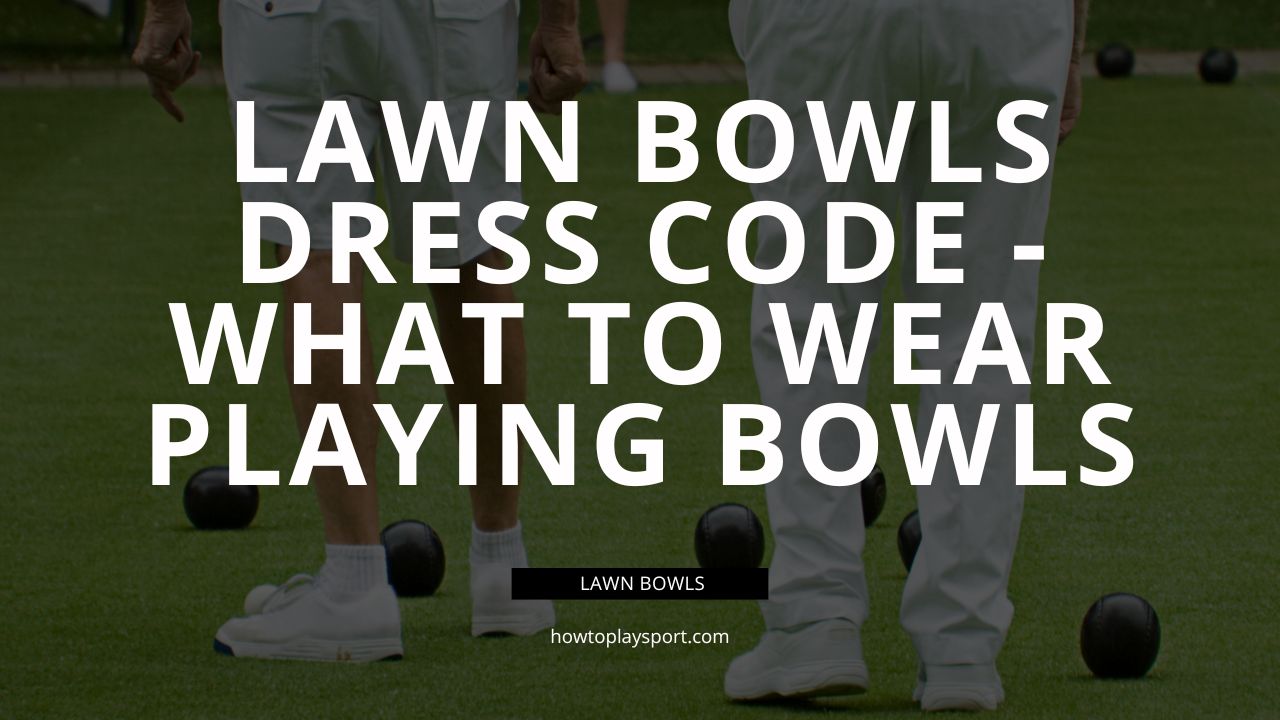 LAWN BOWLS
DRESS CODE -
WHAT TO WEAR
PLAYING BOWLS
LAWN BOWLS
howtoplaysport.com